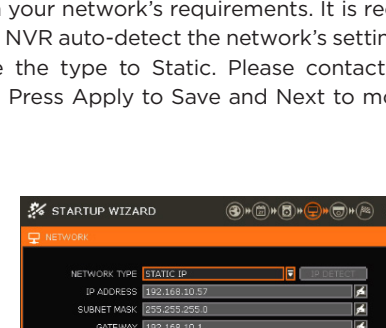 your network's requirements. It is re
NVR auto-detect the network's settin
e the type to Static. Please contact
Press Apply to Save and Next to mo
STARTUP WIZARD
NETWORK
NETWORK TYPE STATIC IP IP DETECT
IP ADDRESS 192.168.10.57
SUBNET MASK 255.255.255.0
GATEWAY 192.168.10.1